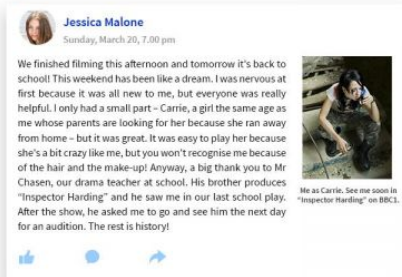 Jessica Malone
Sunday, March 20, 7.00 pm
We finished filming this afternoon and tomorrow it's back to
school! This weekend has been like a dream. I was nervous at
first because it was all new to me, but everyone was really
helpful. I only had a small part – Carrie, a girl the same age as
me whose parents are looking for her because she ran away
from home – but it was great. It was easy to play her because
she's a bit crazy like me, but you won't recognise me because
of the hair and the make-up! Anyway, a big thank you to Mr
Chasen, our drama teacher at school. His brother produces
"Inspector Harding" and he saw me in our last school play.
After the show, he asked me to go and see him the next day
for an audition. The rest is history!
Me as Carrie. See me soon in
"Inspector Harding" on BBC1.